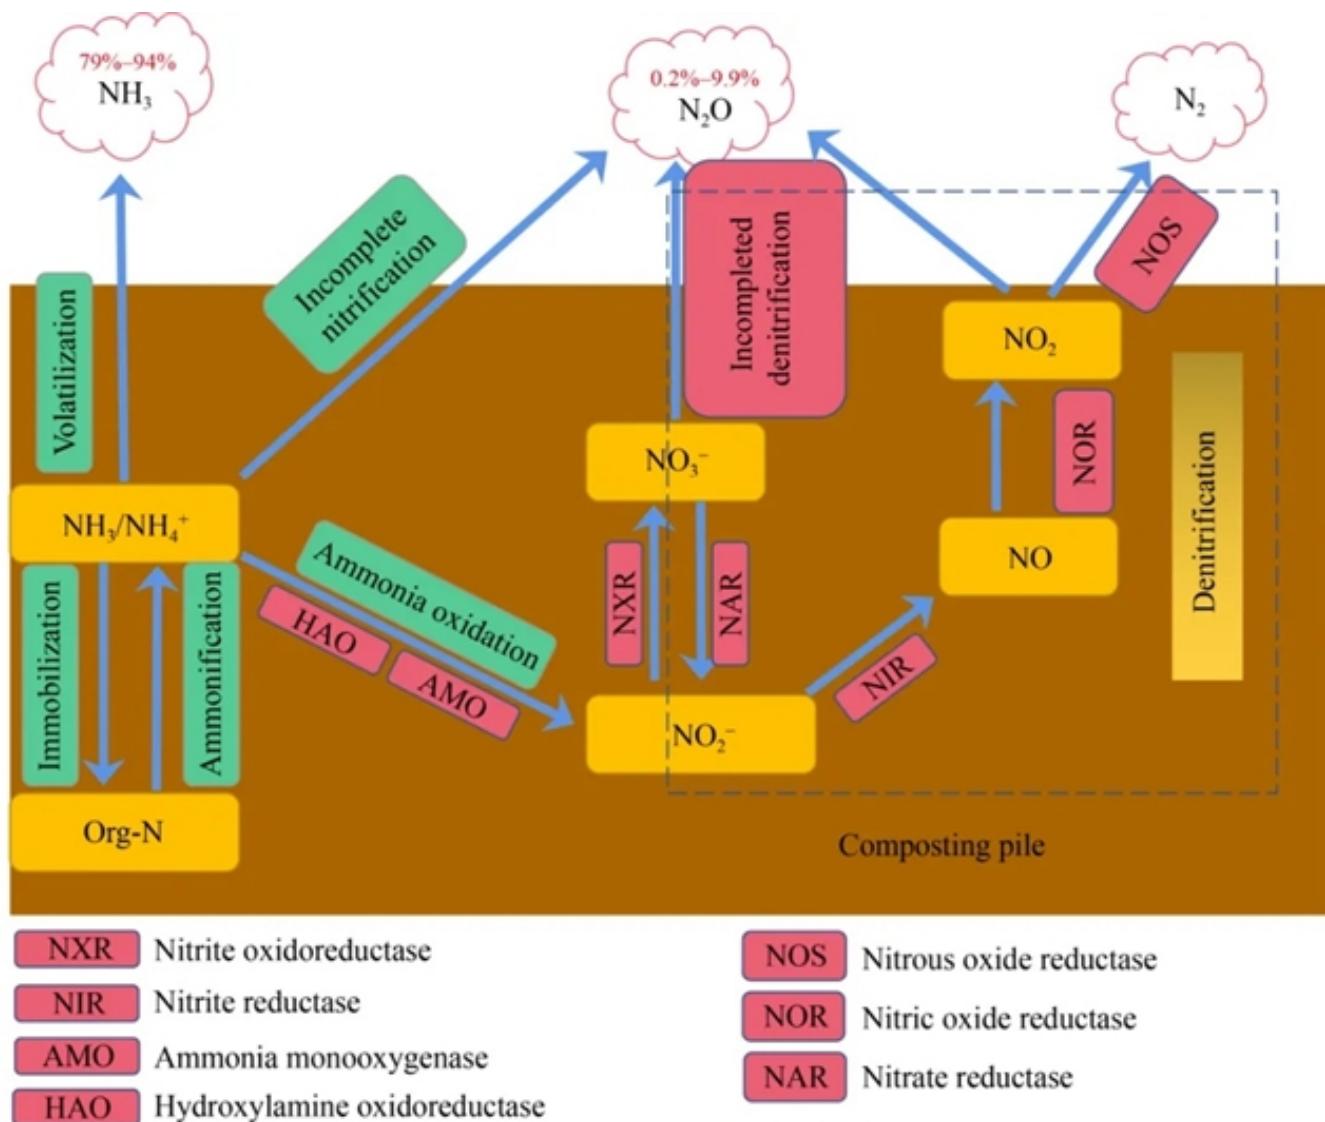 79%–94%
NH₃
0.2%–9.9%
N₂O
N₂
Incomplete
nitrification
Incompleted
denitrification
NOS
Volatilization
NO₂
NOR
NO₃⁻
NH₃/NH₄⁺
NO
Denitrification
Ammonia oxidation
HAO
AMO
NXR
NAR
NIR
Immobilization
Ammonification
NO₂⁻
Org-N
Composting pile
NXR Nitrite oxidoreductase
NIR Nitrite reductase
AMO Ammonia monooxygenase
HAO Hydroxylamine oxidoreductase
NOS Nitrous oxide reductase
NOR Nitric oxide reductase
NAR Nitrate reductase